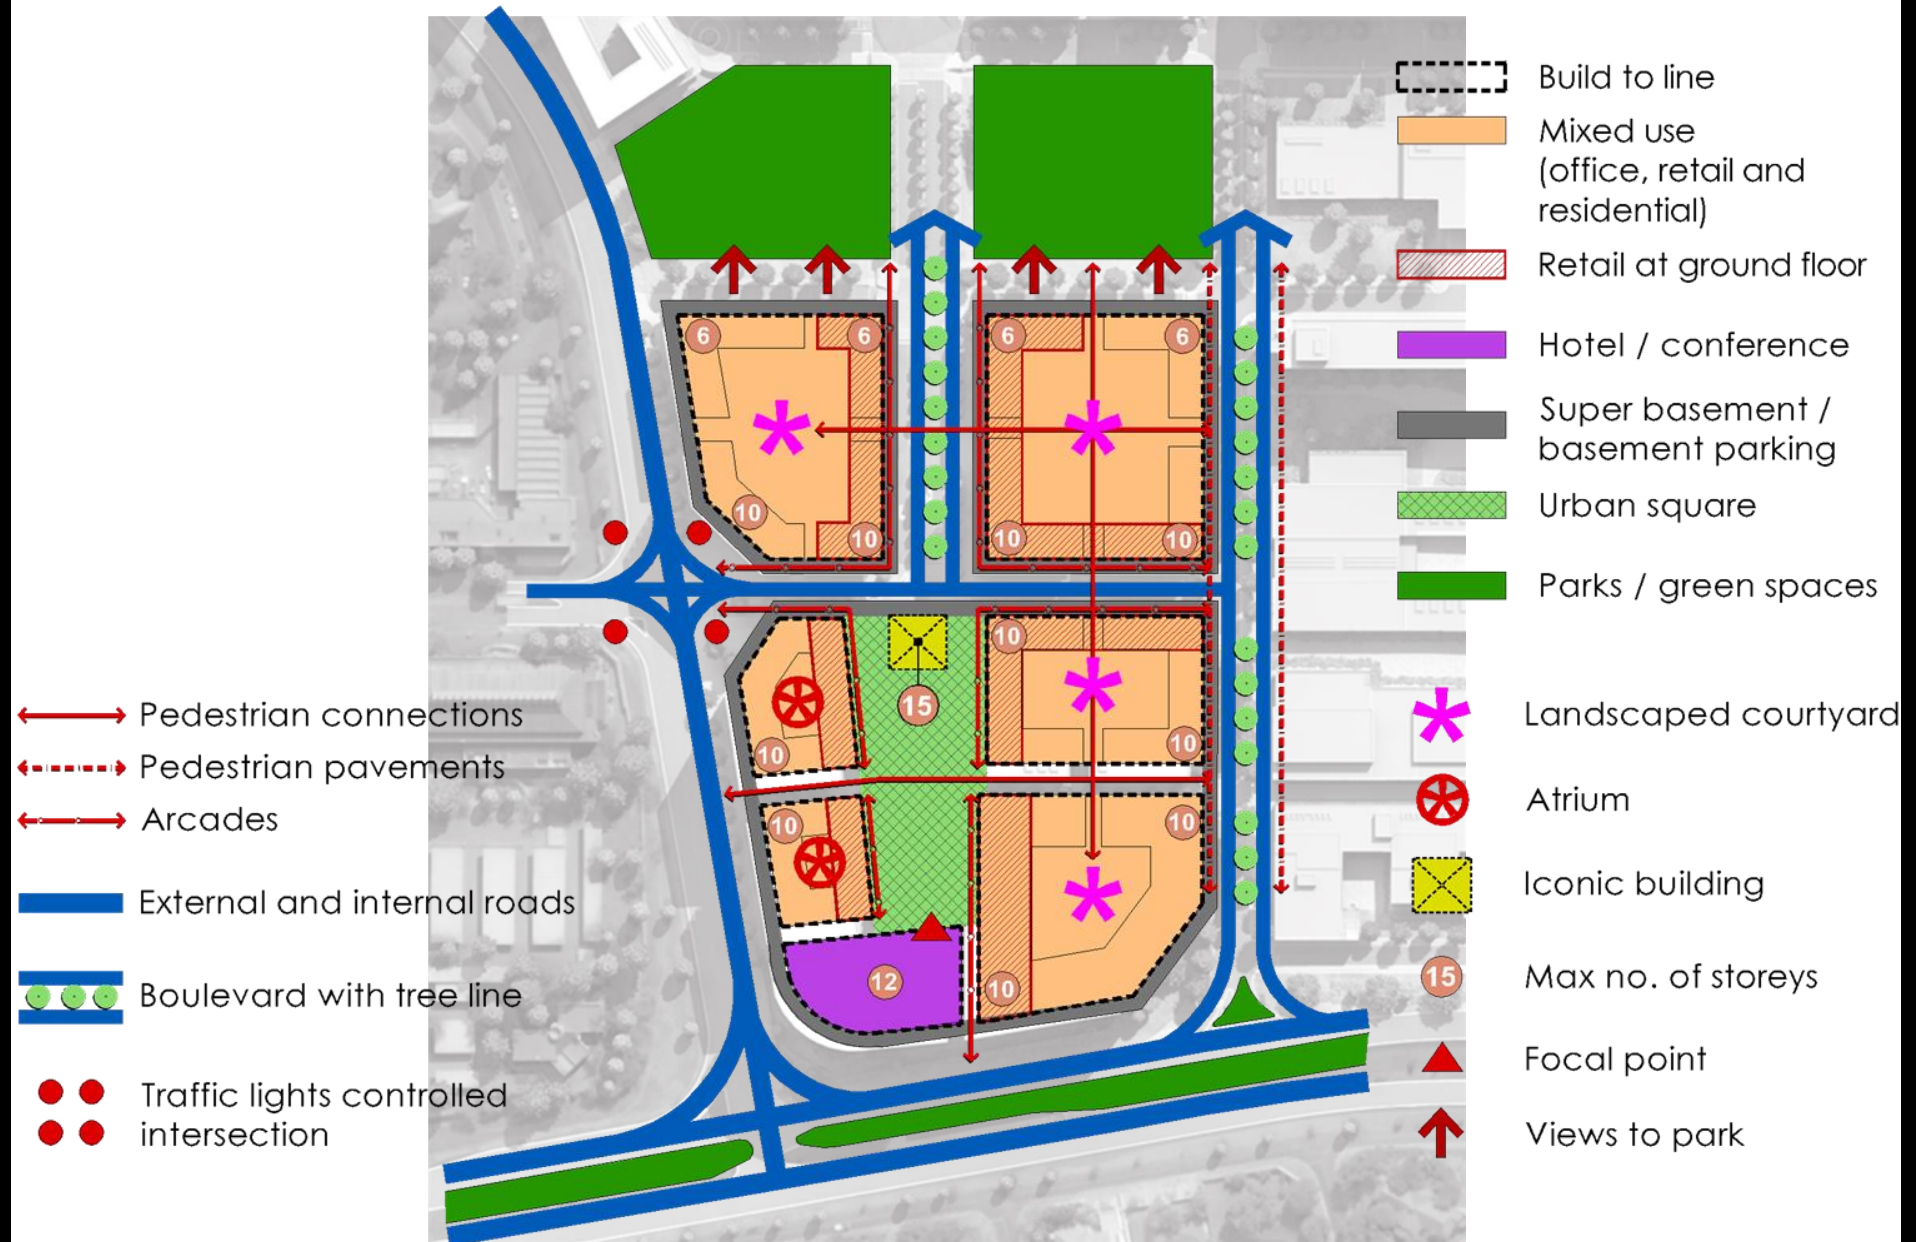 Build to line
Mixed use
(office, retail and
residential)
Retail at ground floor
Hotel / conference
Super basement /
basement parking
Urban square
Parks / green spaces
Landscaped courtyard
Atrium
Iconic building
15 Max no. of storeys
Focal point
Views to park
Pedestrian connections
Pedestrian pavements
Arcades
External and internal roads
Boulevard with tree line
Traffic lights controlled
intersection
6 6 6 6
10
10 10 10
10
15
10 10
10 10
12 10